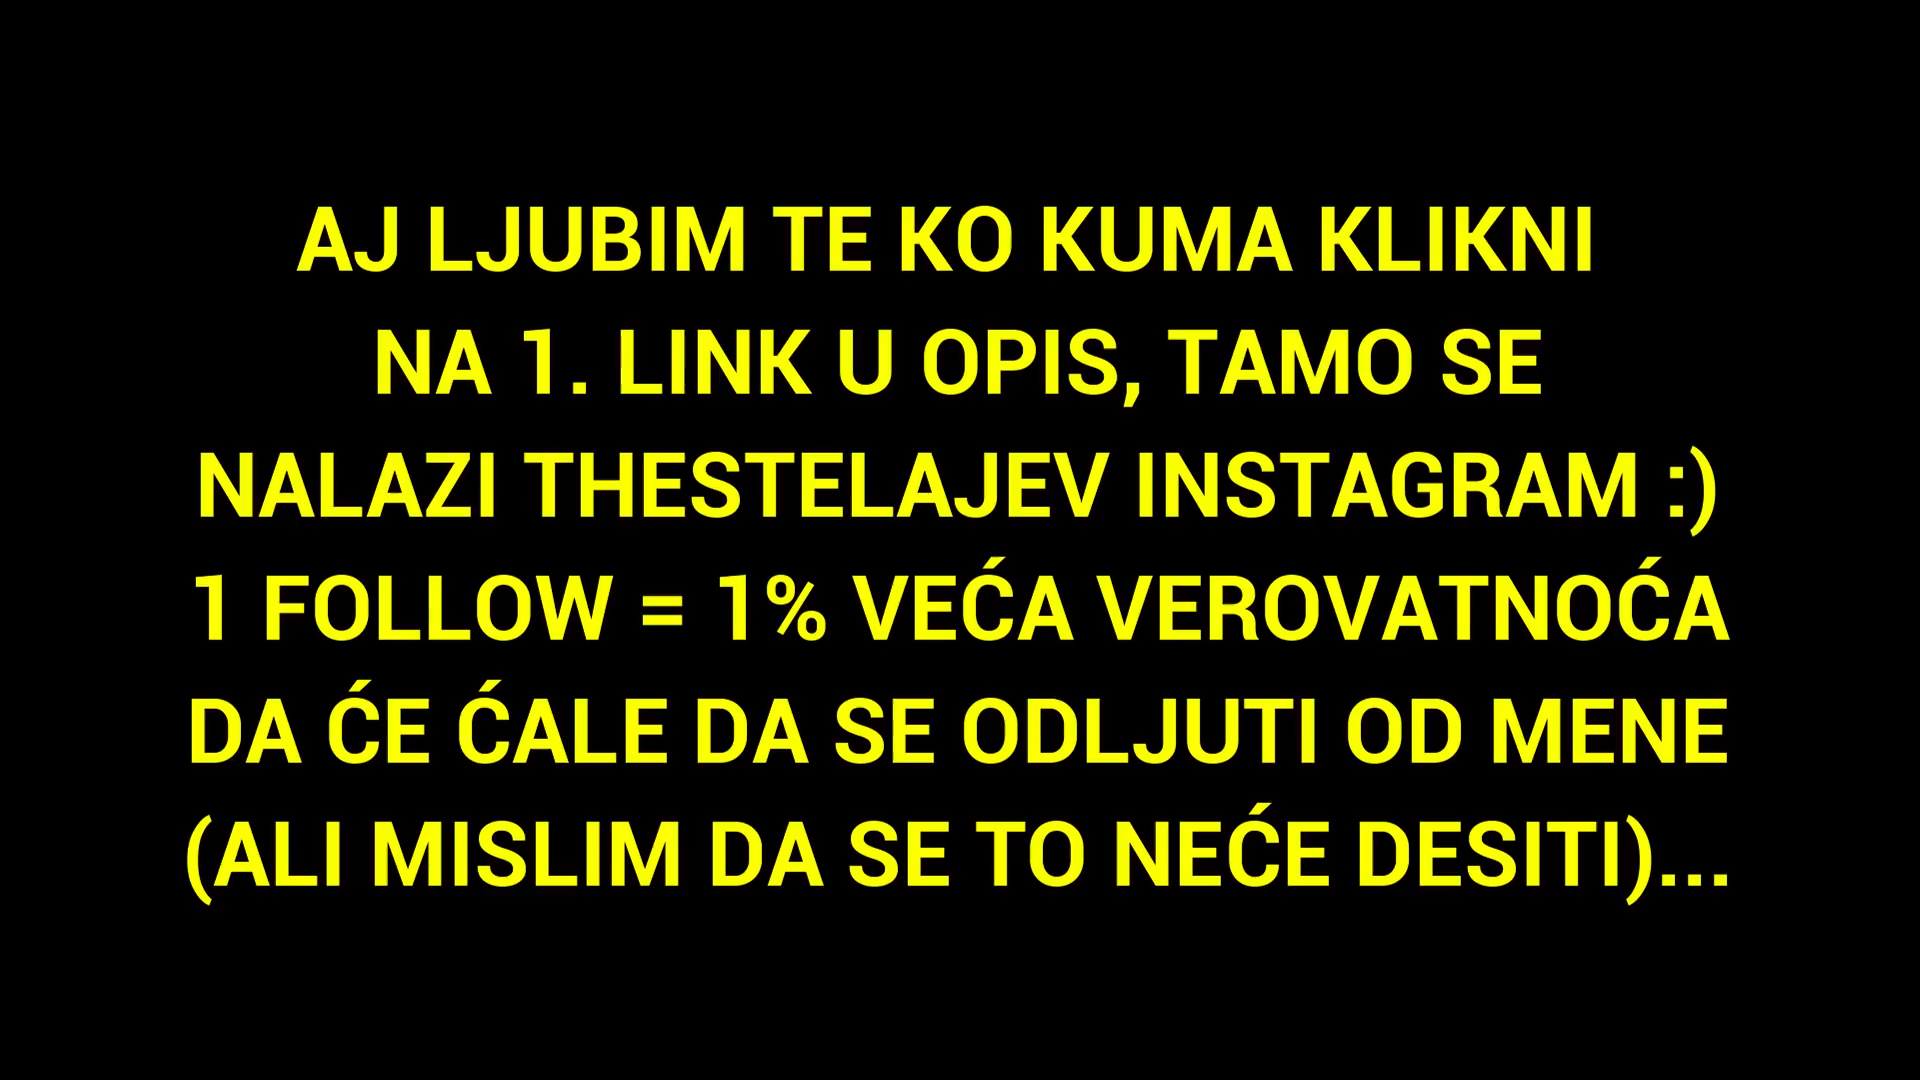 AJ LJUBIM TE KO KUMA KLIKNI
NA 1. LINK U OPIS, TAMO SE
NALAZI THESTELAJEV INSTAGRAM :)
1 FOLLOW = 1% VEĆA VEROVATNOĆA
DA ĆE ĆALE DA SE ODLJUTI OD MENE
(ALI MISLIM DA SE TO NEĆE DESITI)...